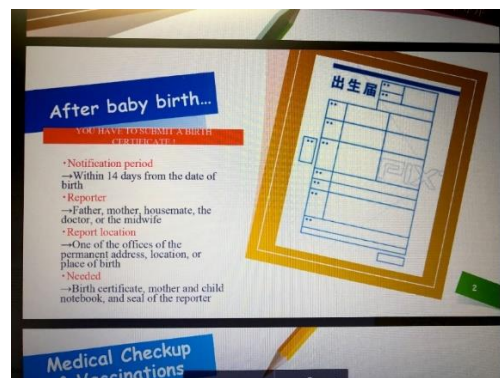 After baby birth...
YOU HAVE TO SUBMIT A BIRTH
CERTIFICATE !
・Notification period
→Within 14 days from the date of
birth
・Reporter
→Father, mother, housemate, the
doctor, or the midwife
・Report location
→One of the offices of the
permanent address, location, or
place of birth
・Needed
→Birth certificate, mother and child
notebook, and seal of the reporter
出生届
PIX
2
Medical Checkup
Vaccinations